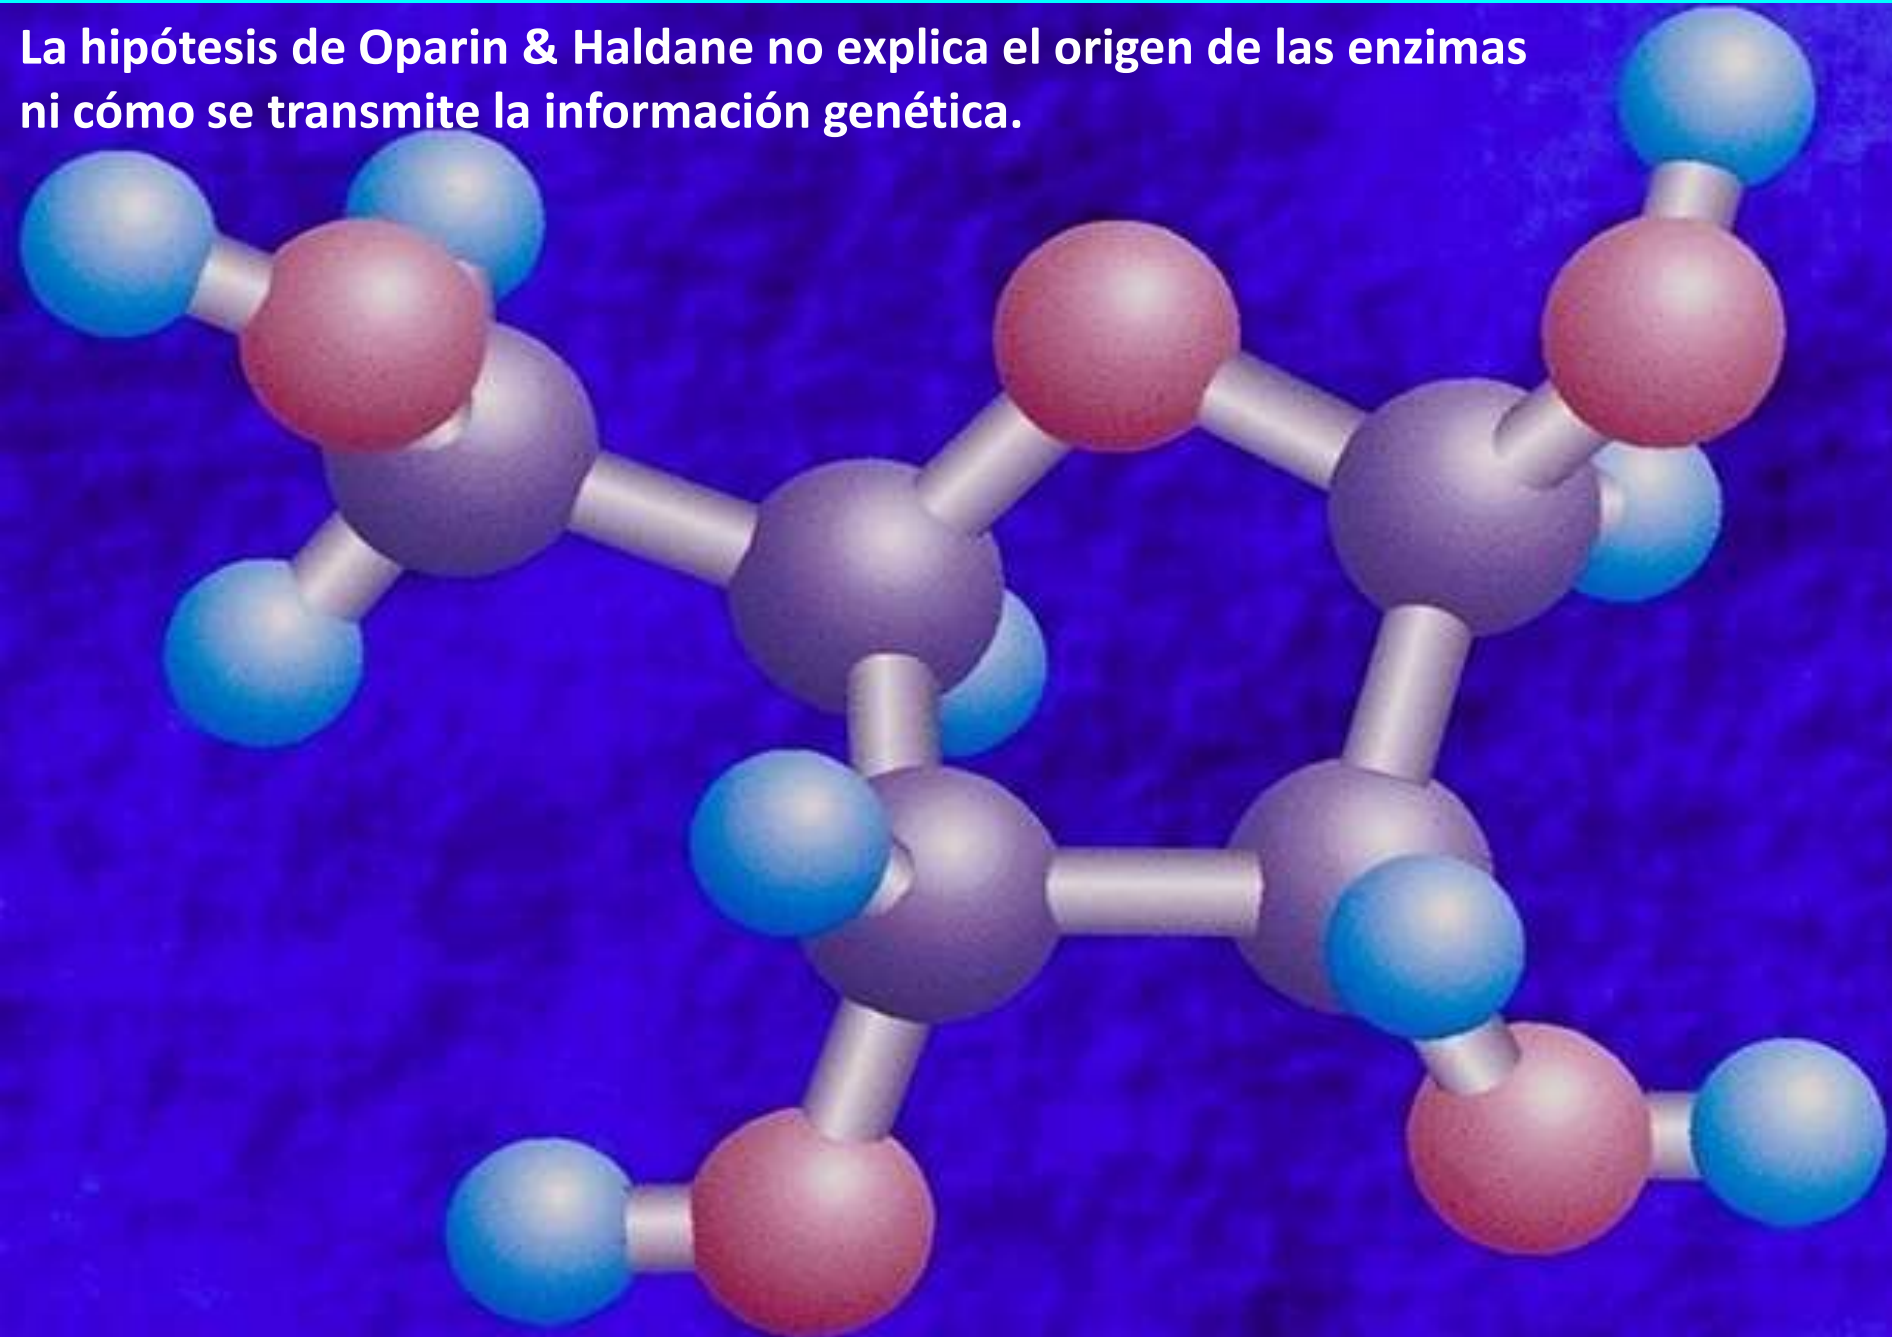 La hipótesis de Oparin & Haldane no explica el origen de las enzimas
ni cómo se transmite la información genética.